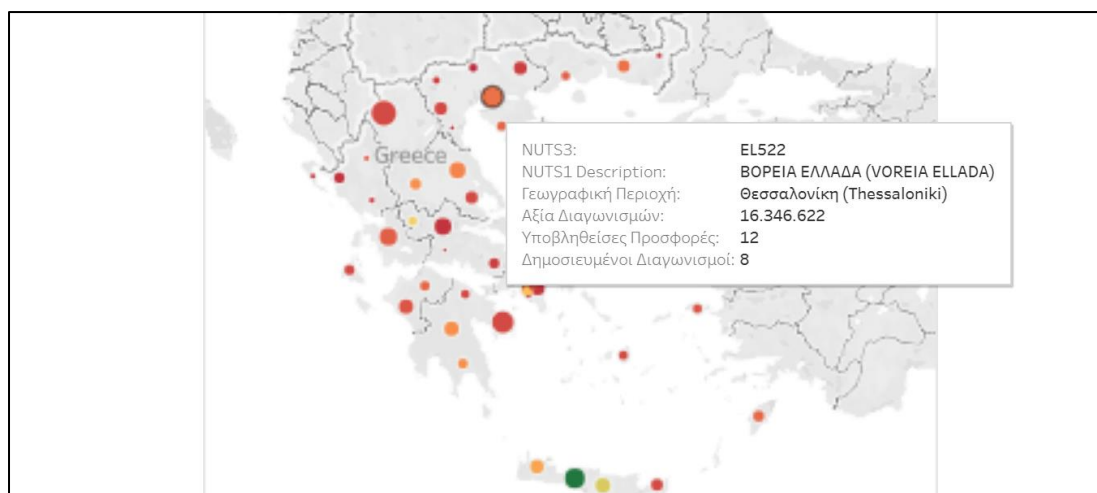 Greece
NUTS3: EL522
NUTS1 Description: ΒΟΡΕΙΑ ΕΛΛΑΔΑ (VOREIA ELLADA)
Γεωγραφική Περιοχή: Θεσσαλονίκη (Thessaloniki)
Αξία Διαγωνισμών: 16.346.622
Υποβληθείσες Προσφορές: 12
Δημοσιευμένοι Διαγωνισμοί: 8